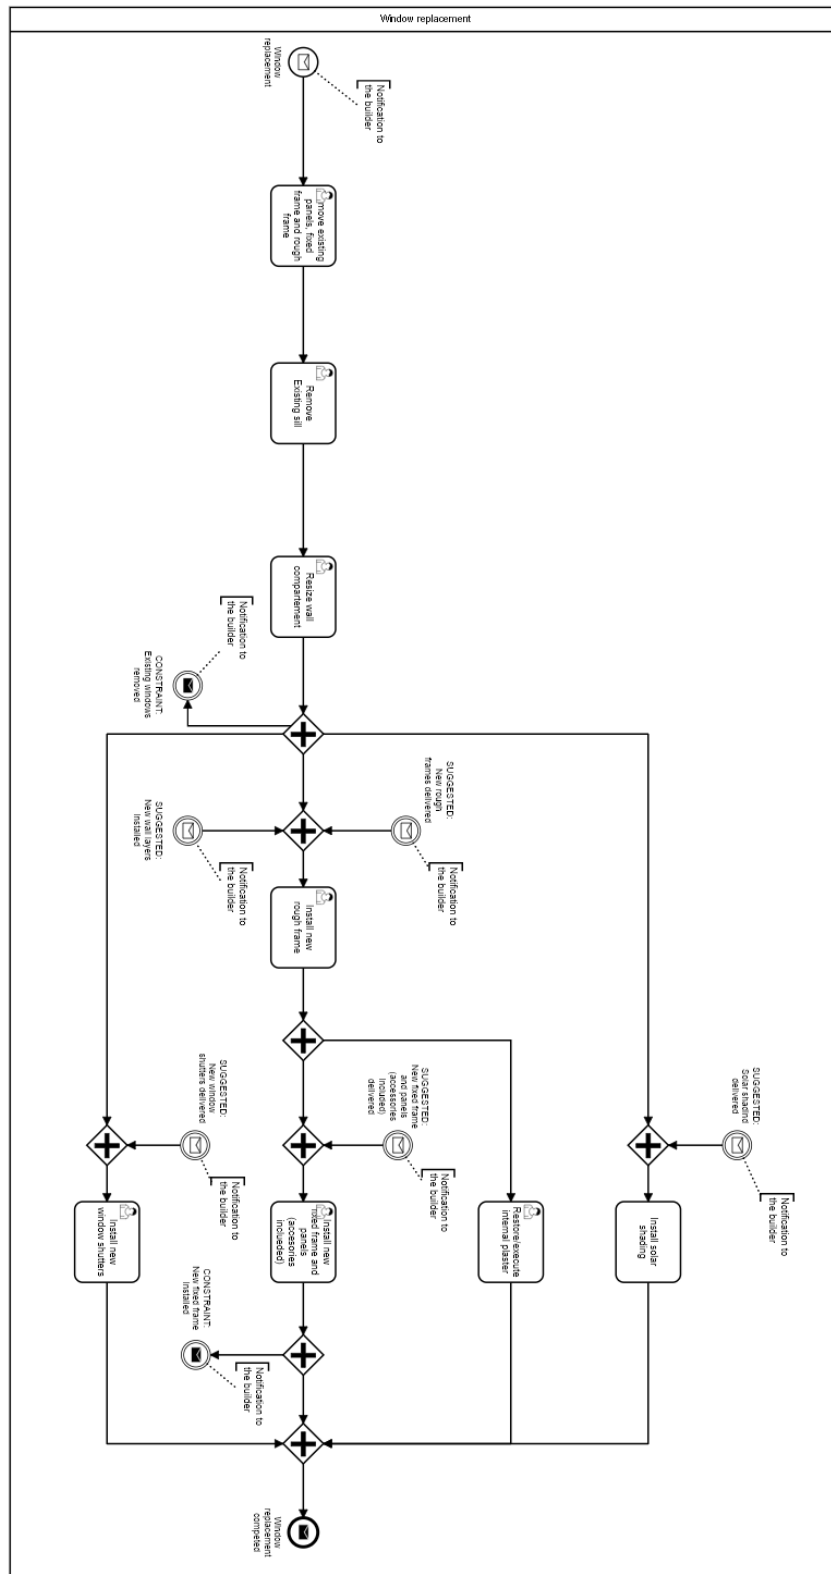 Window replacement
Window
replacement
Notification to
the builder
move existing
panels, fixed
frame and rough
frame
Remove
Existing sill
Resize wall
compartement
Notification to
the builder
CONSTRAINT:
Existing windows
removed
SUGGESTED:
New rough
frames delivered
Notification to
the builder
SUGGESTED:
New wall layers
installed
Notification to
the builder
Install new
rough frame
SUGGESTED:
Solar shadind
delivered
Notification to
the builder
SUGGESTED:
New fixed frame
and panels
(accessories
included)
delivered
Notification to
the builder
SUGGESTED:
New window
shutters delivered
Notification to
the builder
Install solar
shading
Restore/execute
internal plaster
Install new
fixed frame and
panels
(accesories
inclueded)
Install new
window shutters
CONSTRAINT:
New fixed frame
installed
Notification to
the builder
Window
replacement
competed